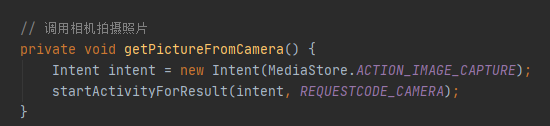 // 调用相机拍摄照片
private void getPictureFromCamera() {
    Intent intent = new Intent(MediaStore.ACTION_IMAGE_CAPTURE);
    startActivityForResult(intent, REQUESTCODE_CAMERA);
}